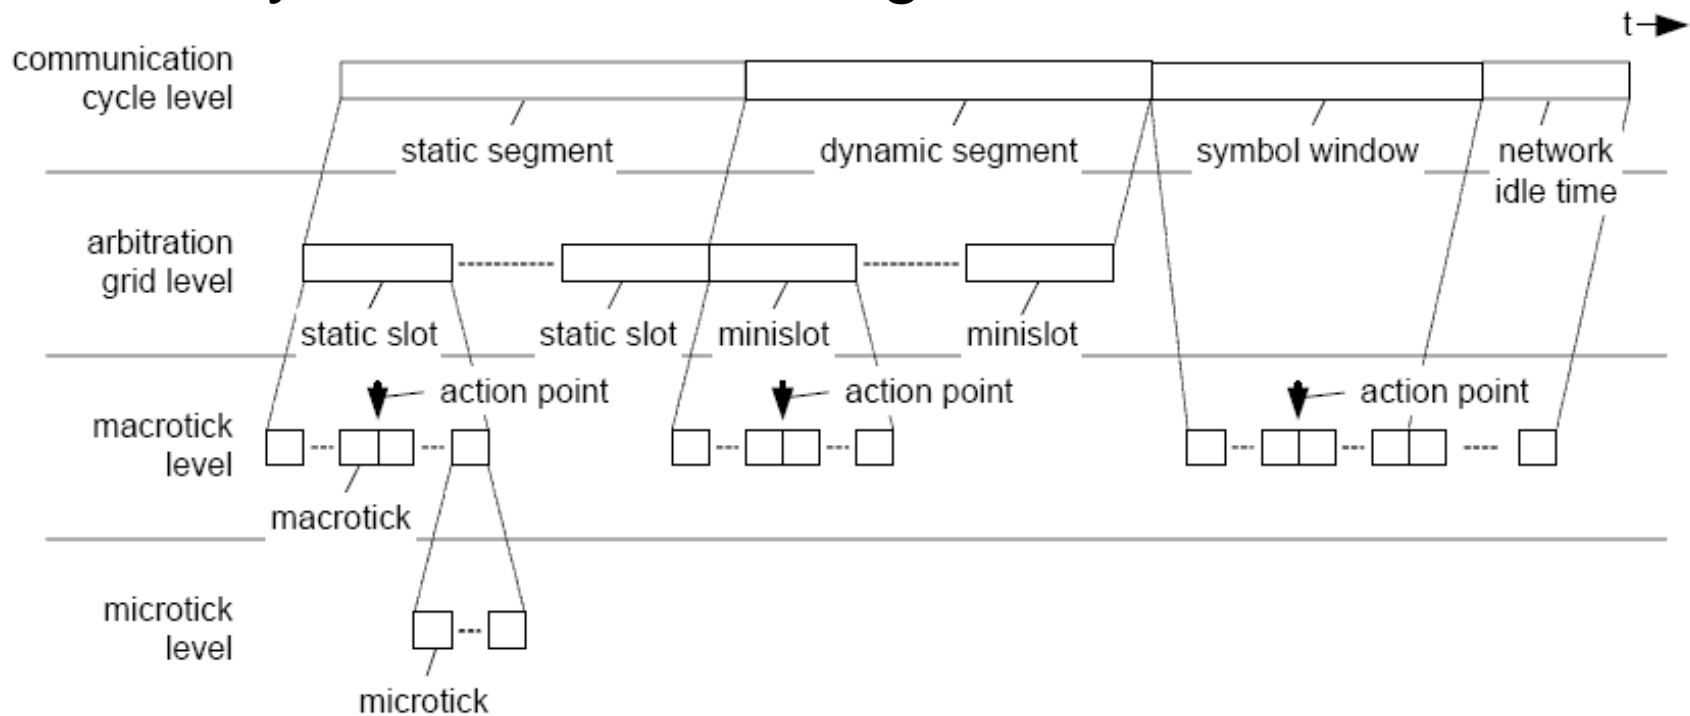 t
communication
cycle level
static segment
dynamic segment
symbol window
network
idle time
arbitration
grid level
static slot
static slot
minislot
minislot
action point
action point
action point
macrotick
level
macrotick
microtick
level
microtick